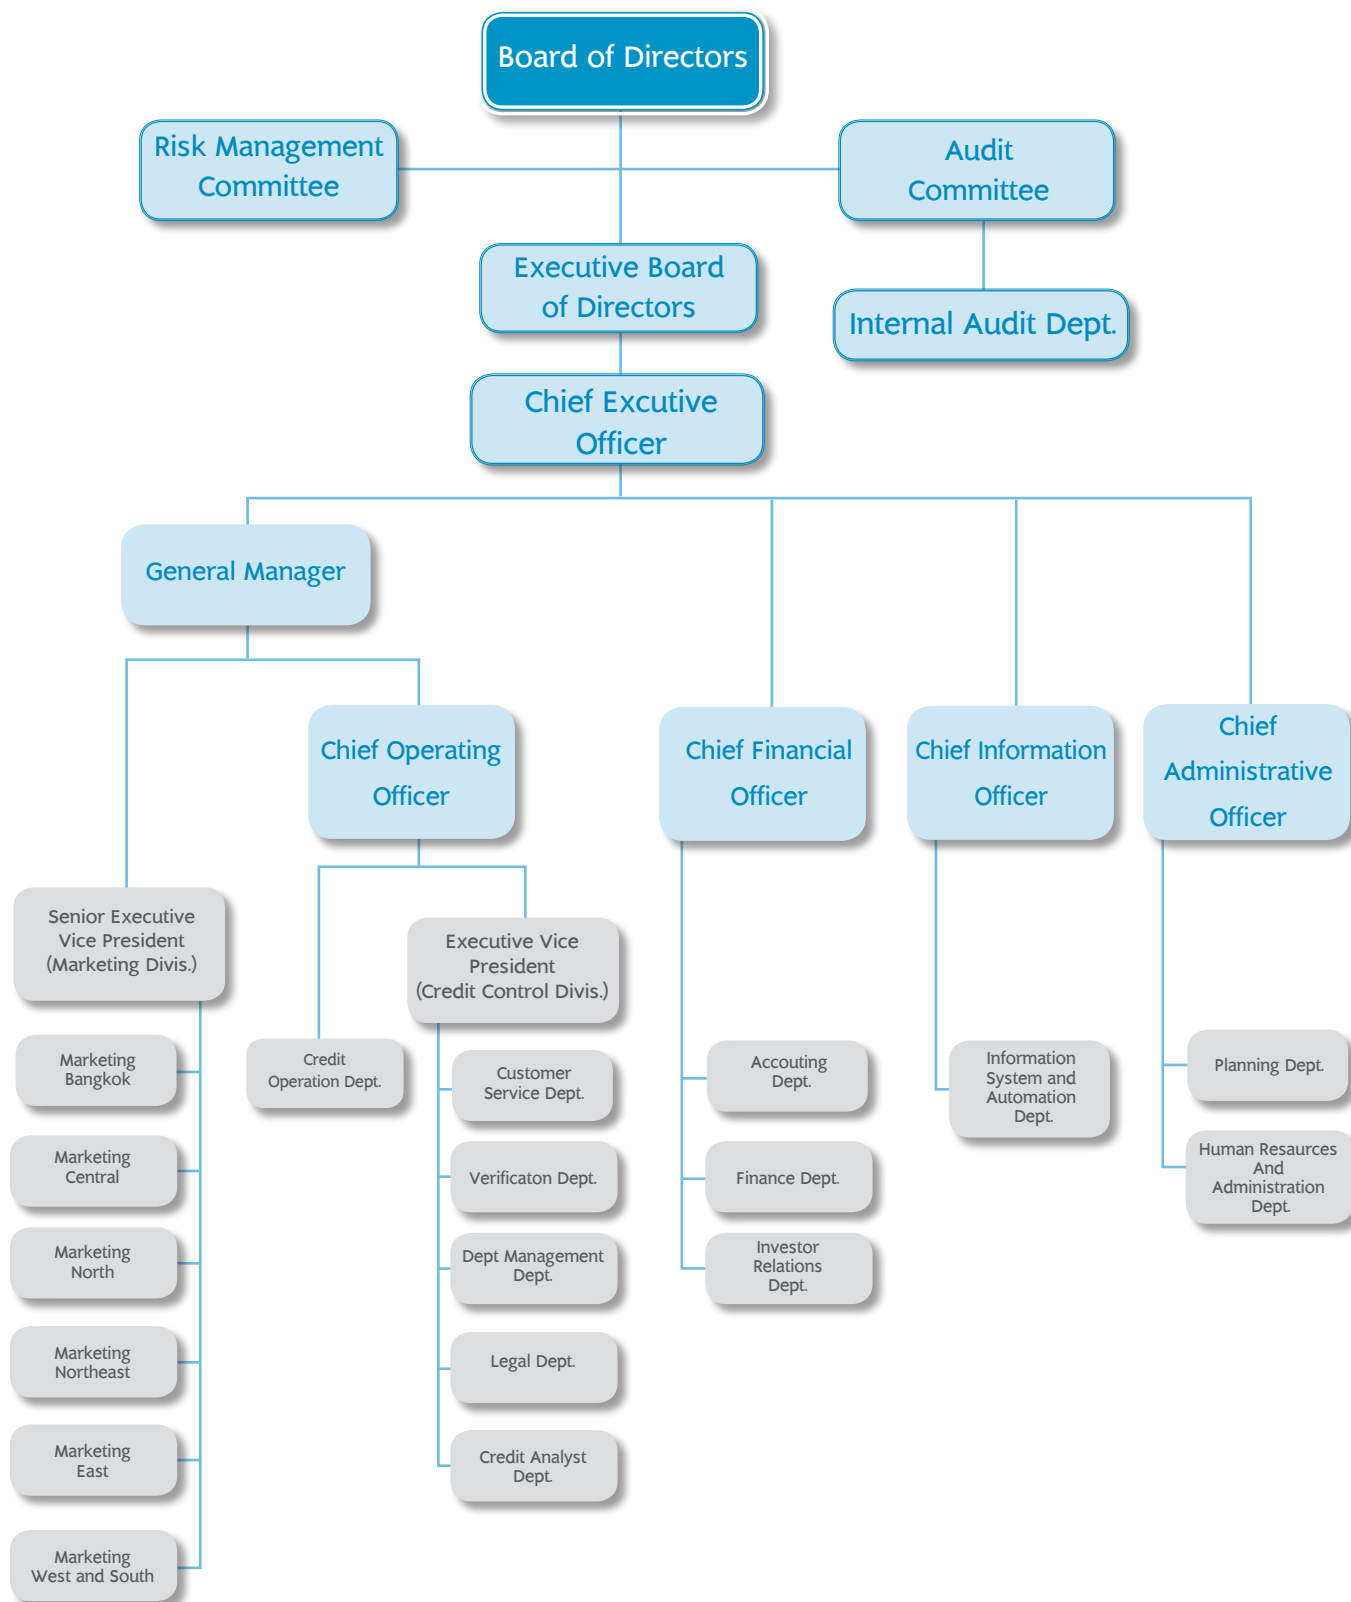 Board of Directors
Risk Management
Committee
Audit
Committee
Executive Board
of Directors
Internal Audit Dept.
Chief Excutive
Officer
General Manager
Chief Operating
Officer
Chief Financial
Officer
Chief Information
Officer
Chief
Administrative
Officer
Senior Executive
Vice President
(Marketing Divis.)
Executive Vice
President
(Credit Control Divis.)
Marketing
Bangkok
Marketing
Central
Marketing
North
Marketing
Northeast
Marketing
East
Marketing
West and South
Credit
Operation Dept.
Customer
Service Dept.
Verificaton Dept.
Dept Management
Dept.
Legal Dept.
Credit Analyst
Dept.
Accouting
Dept.
Finance Dept.
Investor
Relations
Dept.
Information
System and
Automation
Dept.
Planning Dept.
Human Resaurces
And
Administration
Dept.